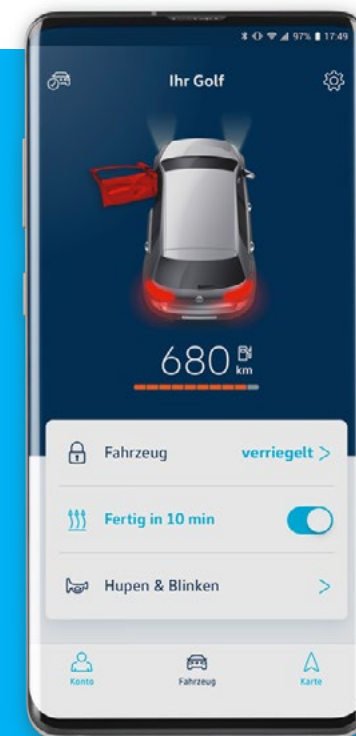 97% 17:49
Ihr Golf
680 km
Fahrzeug verriegelt >
Fertig in 10 min
Hupen & Blinken >
Konto Fahrzeug Karte